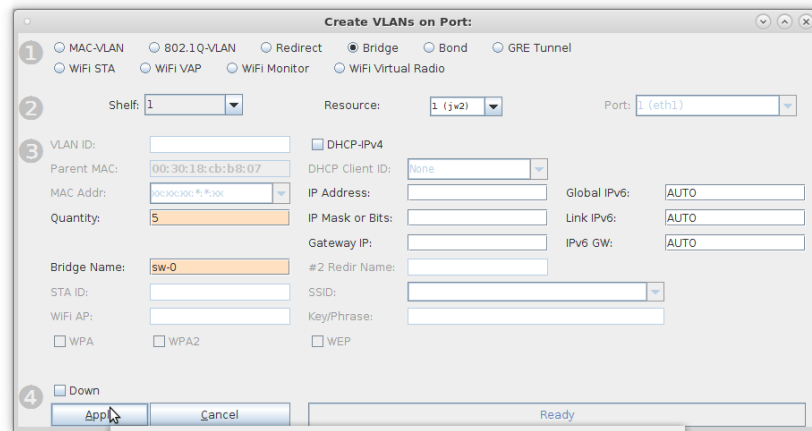 Create VLANs on Port:
1 MAC-VLAN 802.1Q-VLAN Redirect Bridge Bond GRE Tunnel
WiFi STA WiFi VAP WiFi Monitor WiFi Virtual Radio
2 Shelf: 1 Resource: 1 (jw2) Port: 1 (eth1)
3 VLAN ID: DHCP-IPv4
Parent MAC: 00:30:18:cb:b8:07 DHCP Client ID: None
MAC Addr: xx:xx:xx:*:*:xx IP Address: Global IPv6: AUTO
Quantity: 5 IP Mask or Bits: Link IPv6: AUTO
Gateway IP: IPv6 GW: AUTO
Bridge Name: sw-0 #2 Redir Name:
STA ID: SSID:
WiFi AP: Key/Phrase:
WPA WPA2 WEP
4 Down
Apply Cancel Ready